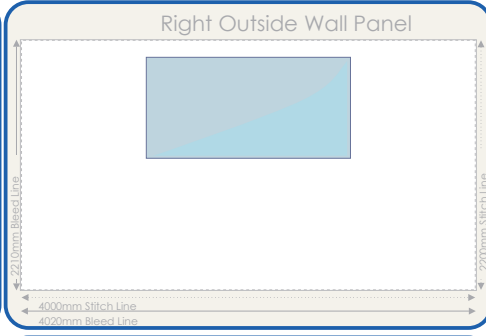 Right Outside Wall Panel
2210mm Bleed Line
2200mm Stitch Line
4000mm Stitch Line
4020mm Bleed Line